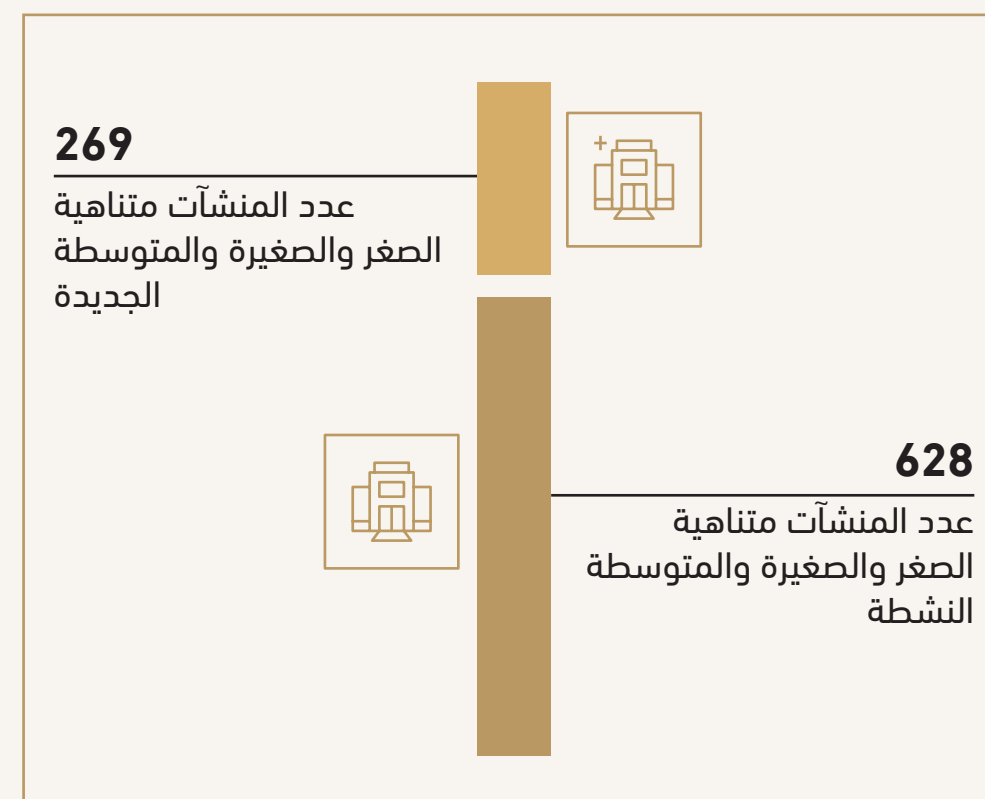 269
عدد المنشآت متناهية
الصغر والصغيرة والمتوسطة
الجديدة
628
عدد المنشآت متناهية
الصغر والصغيرة والمتوسطة
النشطة